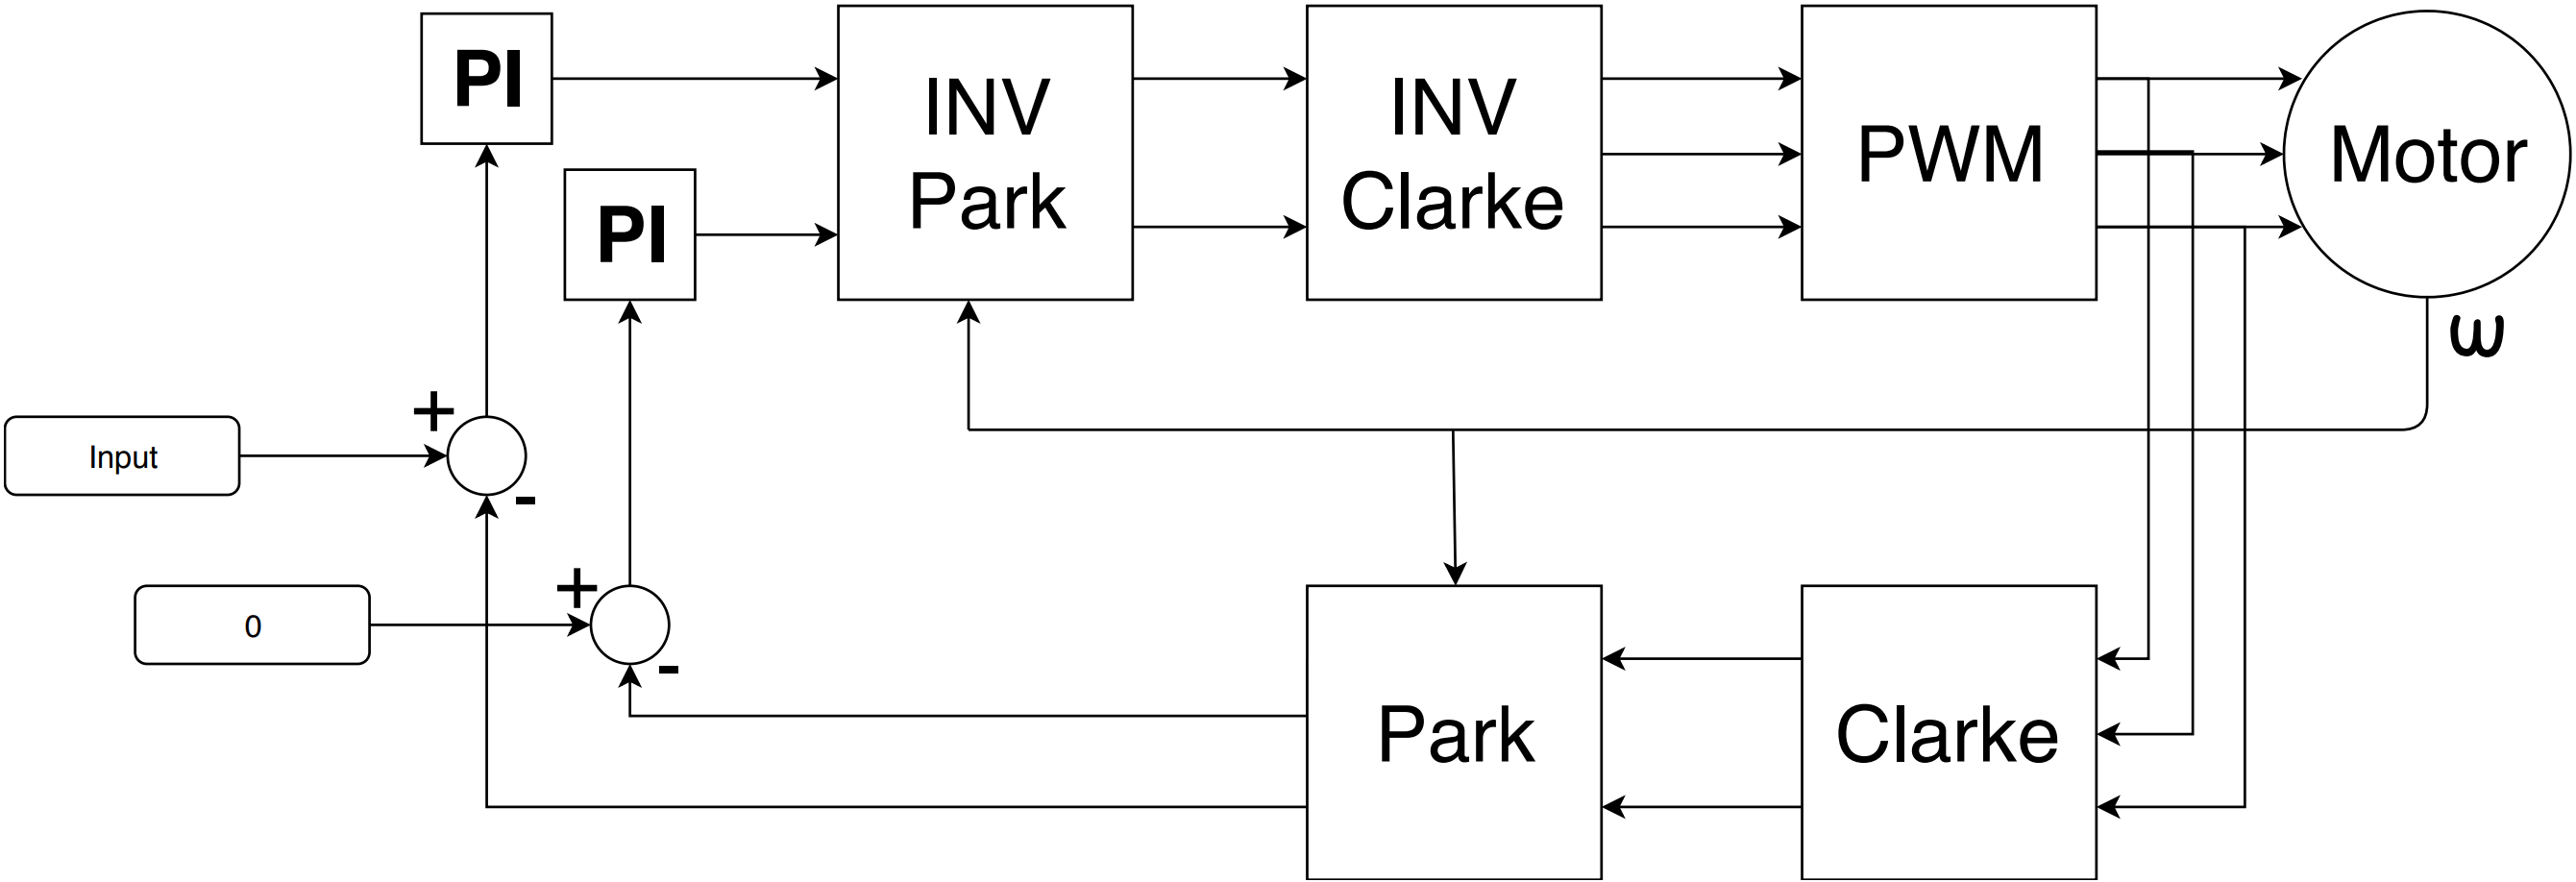 PI
INV
Park
INV
Clarke
PWM
Motor
PI
ω
+
Input
-
+
0
-
Park
Clarke